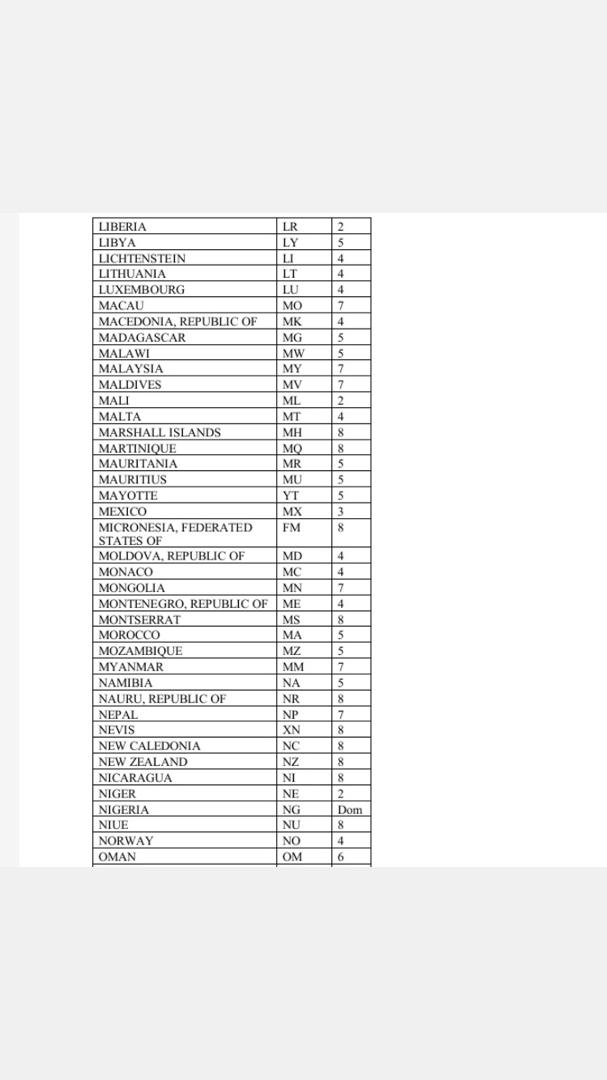 LIBERIA LR 2
LIBYA LY 5
LICHTENSTEIN LI 4
LITHUANIA LT 4
LUXEMBOURG LU 4
MACAU MO 7
MACEDONIA, REPUBLIC OF MK 4
MADAGASCAR MG 5
MALAWI MW 5
MALAYSIA MY 7
MALDIVES MV 7
MALI ML 2
MALTA MT 4
MARSHALL ISLANDS MH 8
MARTINIQUE MQ 8
MAURITANIA MR 5
MAURITIUS MU 5
MAYOTTE YT 5
MEXICO MX 3
MICRONESIA, FEDERATED FM 8
STATES OF
MOLDOVA, REPUBLIC OF MD 4
MONACO MC 4
MONGOLIA MN 7
MONTENEGRO, REPUBLIC OF ME 4
MONTSERRAT MS 8
MOROCCO MA 5
MOZAMBIQUE MZ 5
MYANMAR MM 7
NAMIBIA NA 5
NAURU, REPUBLIC OF NR 8
NEPAL NP 7
NEVIS XN 8
NEW CALEDONIA NC 8
NEW ZEALAND NZ 8
NICARAGUA NI 8
NIGER NE 2
NIGERIA NG Dom
NIUE NU 8
NORWAY NO 4
OMAN OM 6